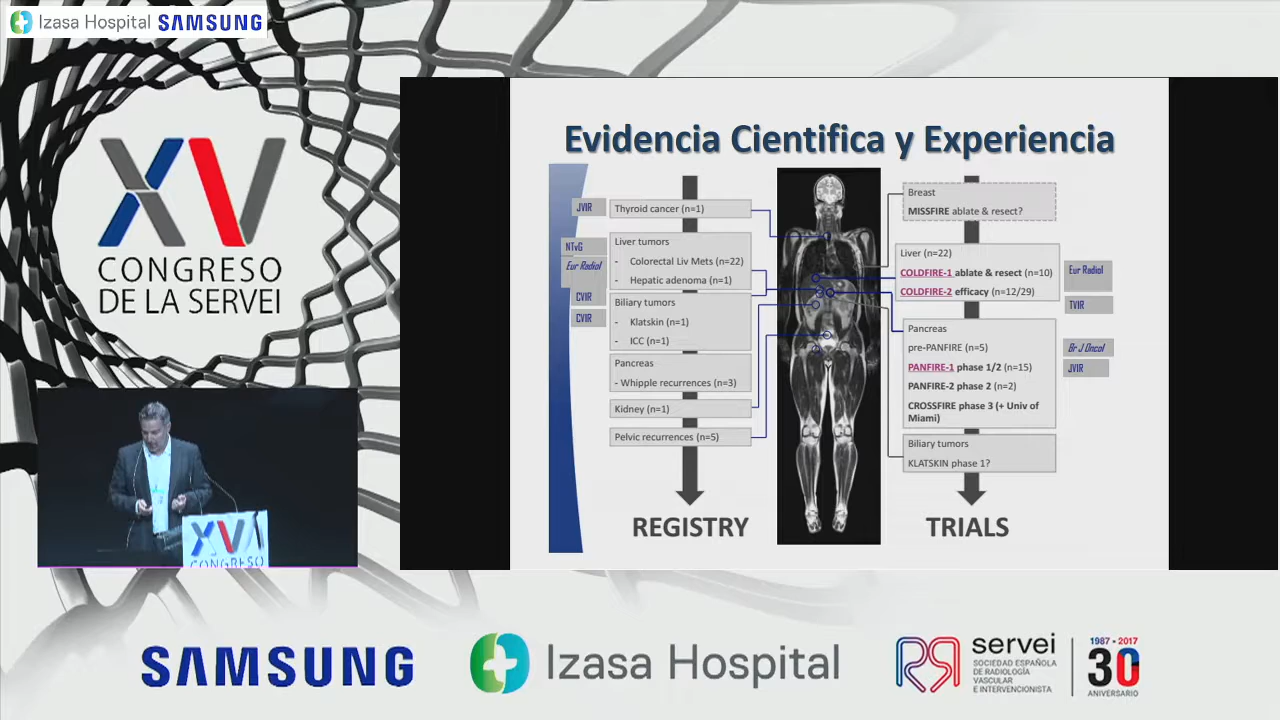 Izasa Hospital SAMSUNG
XV
CONGRESO
DE LA SERVEI
Evidencia Cientifica y Experiencia
JVIR
Thyroid cancer (n=1)
NTvG
Eur Radiol
Liver tumors
- Colorectal Liv Mets (n=22)
- Hepatic adenoma (n=1)
CVIR
CVIR
Biliary tumors
- Klatskin (n=1)
- ICC (n=1)
Pancreas
- Whipple recurrences (n=3)
Kidney (n=1)
Pelvic recurrences (n=5)
REGISTRY
Breast
MISSFIRE ablate & resect?
Liver (n=22)
COLDFIRE-1 ablate & resect (n=10)
COLDFIRE-2 efficacy (n=12/29)
Eur Radiol
TVIR
Pancreas
pre-PANFIRE (n=5)
PANFIRE-1 phase 1/2 (n=15)
PANFIRE-2 phase 2 (n=2)
CROSSFIRE phase 3 (+ Univ of
Miami)
Br J Oncol
JVIR
Biliary tumors
KLATSKIN phase 1?
TRIALS
XV
CONGRESO
SAMSUNG
Izasa Hospital
servei
SOCIEDAD ESPAÑOLA
DE RADIOLOGÍA
VASCULAR
E INTERVENCIONISTA
1987 • 2017
30
ANIVERSARIO